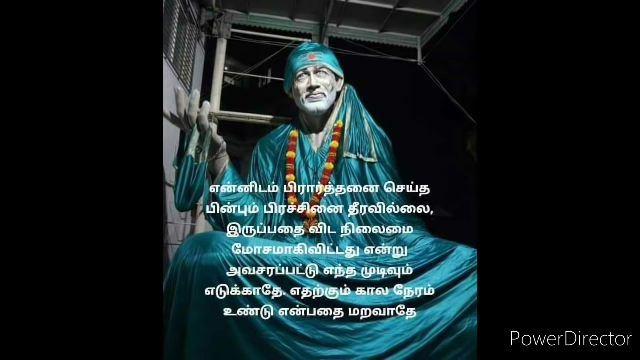 என்னிடம் பிரார்த்தனை செய்த
பின்பும் பிரச்சினை தீரவில்லை,
இருப்பதை விட நிலைமை
மோசமாகிவிட்டது என்று
அவசரப்பட்டு எந்த முடிவும்
எடுக்காதே. எதற்கும் கால நேரம்
உண்டு என்பதை மறவாதே
PowerDirector